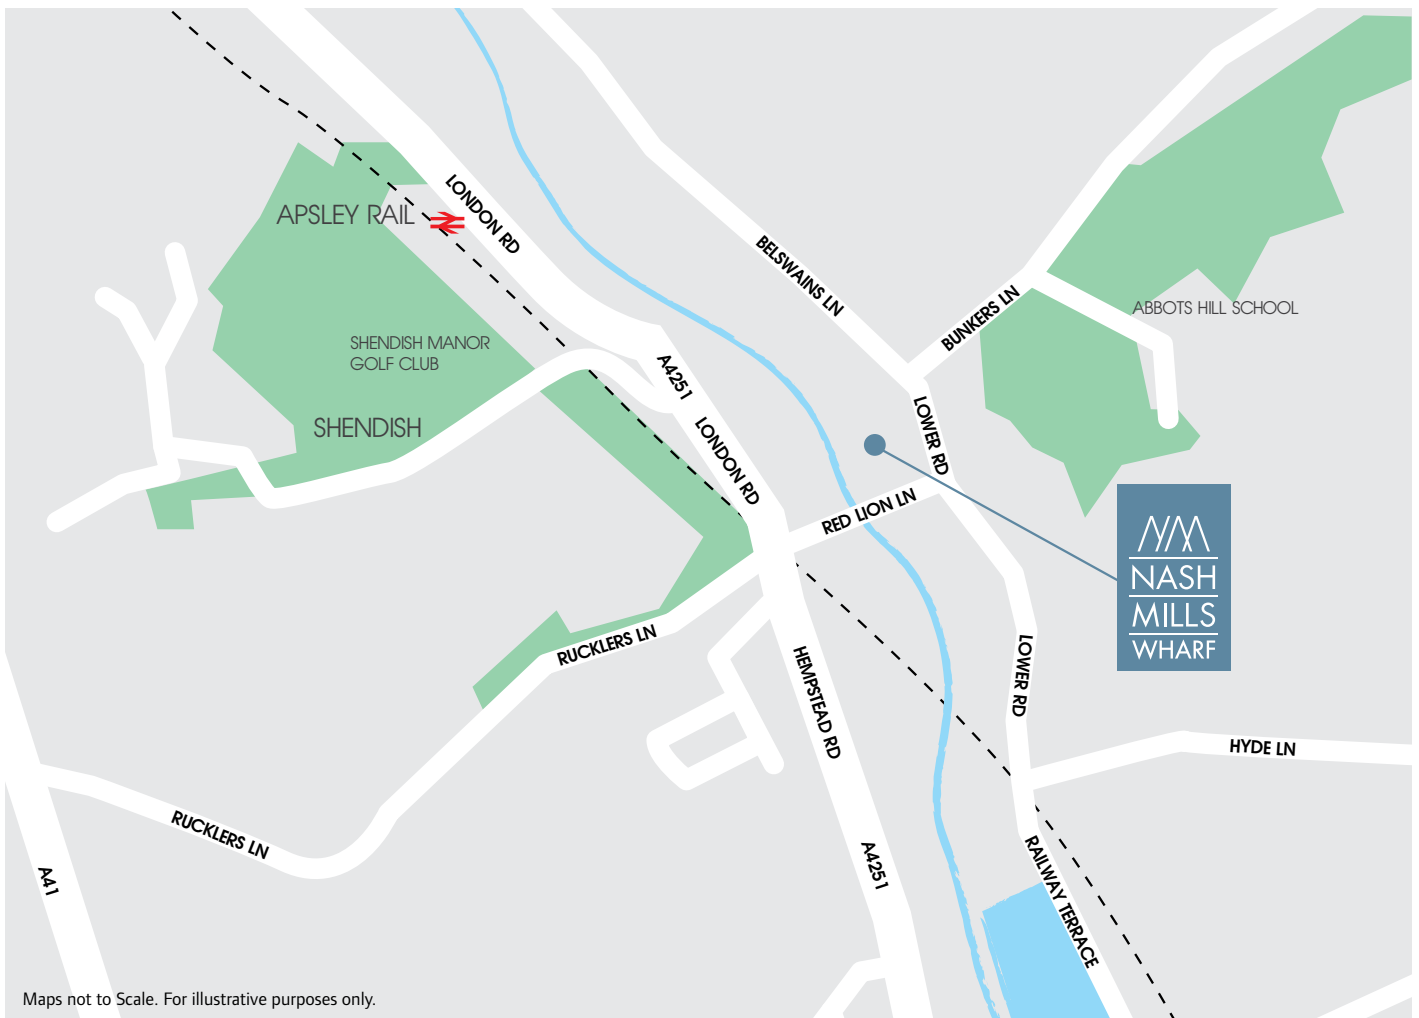 APSLEY RAIL
LONDON RD
BELSWAINS LN
BUNKERS LN
ABBOTS HILL SCHOOL
SHENDISH MANOR
GOLF CLUB
A4251
SHENDISH
LONDON RD
LOWER RD
RED LION LN
NASH
MILLS
WHARF
RUCKLERS LN
HEMPSTEAD RD
LOWER RD
HYDE LN
RUCKLERS LN
A41
A4251
RAILWAY TERRACE
Maps not to Scale. For illustrative purposes only.